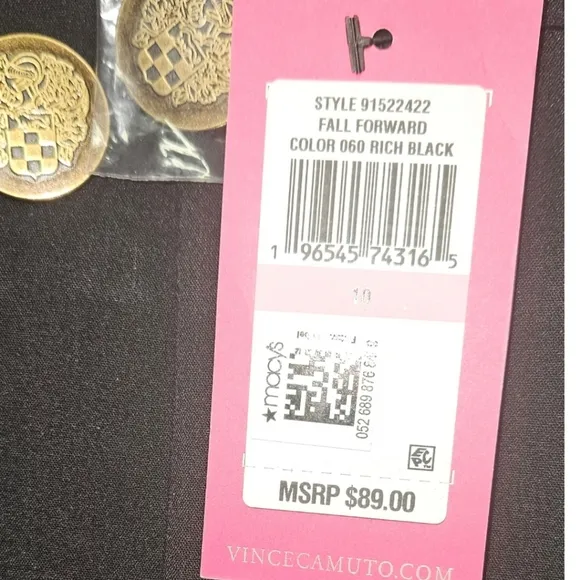 STYLE 91522422
FALL FORWARD
COLOR 060 RICH BLACK
1 96545 74316 5
10
★macy's
052 689 876
MSRP $89.00
VINCECAMUTO.COM